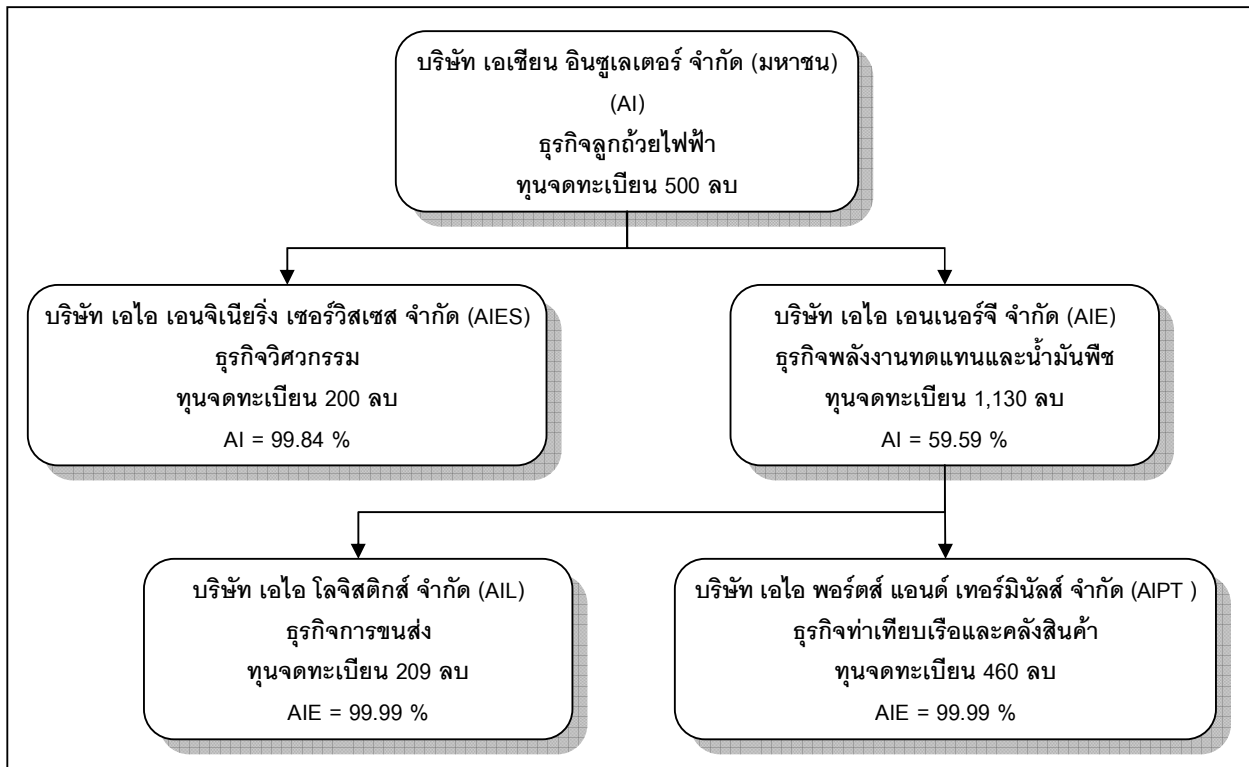 บริษัท เอเชียน อินซูเลเตอร์ จำกัด (มหาชน)
(AI)
ธุรกิจลูกถ้วยไฟฟ้า
ทุนจดทะเบียน 500 ลบ
บริษัท เอไอ เอนจิเนียริ่ง เซอร์วิสเซส จำกัด (AIES)
ธุรกิจวิศวกรรม
ทุนจดทะเบียน 200 ลบ
AI = 99.84 %
บริษัท เอไอ เอนเนอร์จี จำกัด (AIE)
ธุรกิจพลังงานทดแทนและน้ำมันพืช
ทุนจดทะเบียน 1,130 ลบ
AI = 59.59 %
บริษัท เอไอ โลจิสติกส์ จำกัด (AIL)
ธุรกิจการขนส่ง
ทุนจดทะเบียน 209 ลบ
AIE = 99.99 %
บริษัท เอไอ พอร์ตส์ แอนด์ เทอร์มินัลส์ จำกัด (AIPT )
ธุรกิจท่าเทียบเรือและคลังสินค้า
ทุนจดทะเบียน 460 ลบ
AIE = 99.99 %